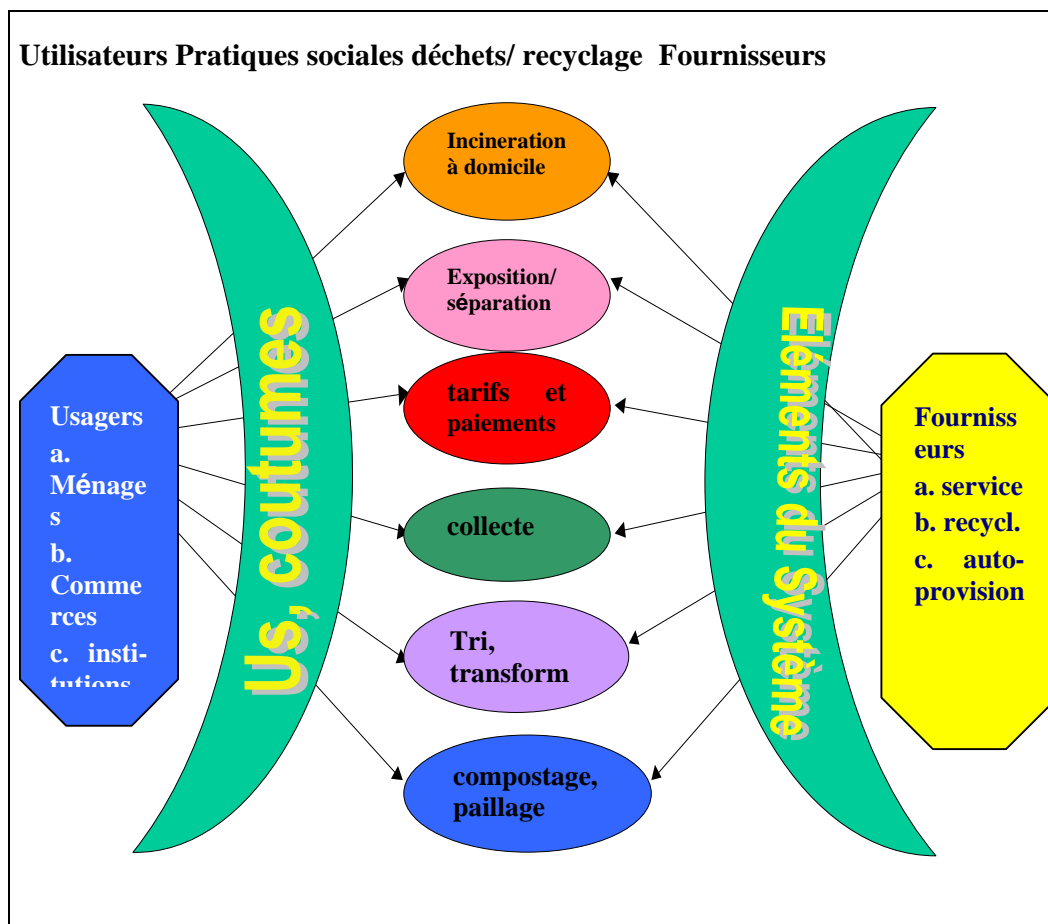 Utilisateurs Pratiques sociales déchets/ recyclage Fournisseurs
Incineration
à domicile
Exposition/
séparation
tarifs et
paiements
collecte
Tri,
transform
compostage,
paillage
Usagers
a.
Ménage
s
b.
Comme
rces
c. insti-
tutions
Us, coutumes
Eléments du Système
Fourniss
eurs
a. service
b. recycl.
c. auto-
provision